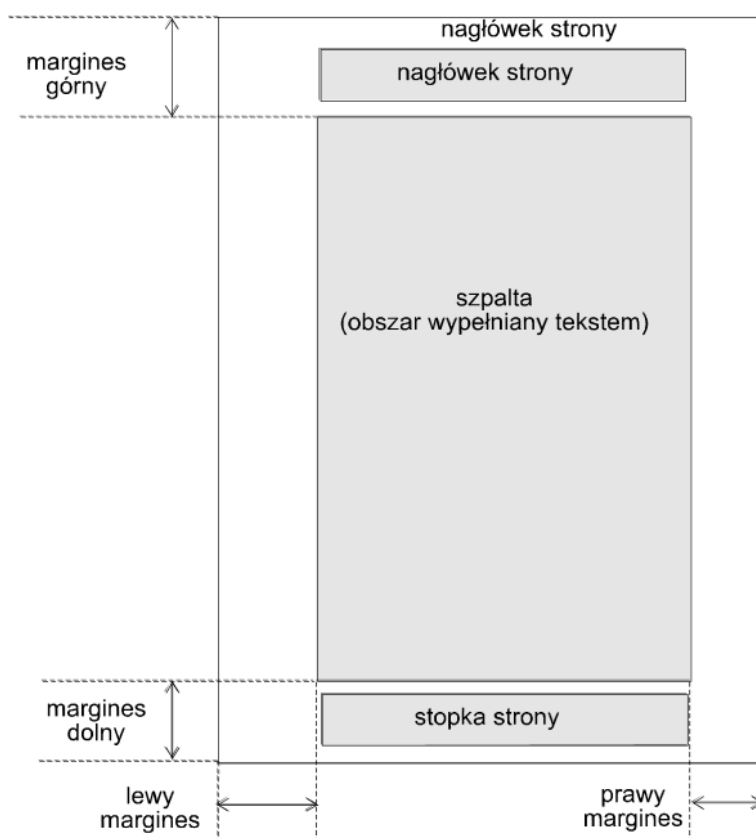 nagłówek strony
margines
górny
nagłówek strony
szpalta
(obszar wypełniany tekstem)
margines
dolny
stopka strony
lewy
margines
prawy
margines